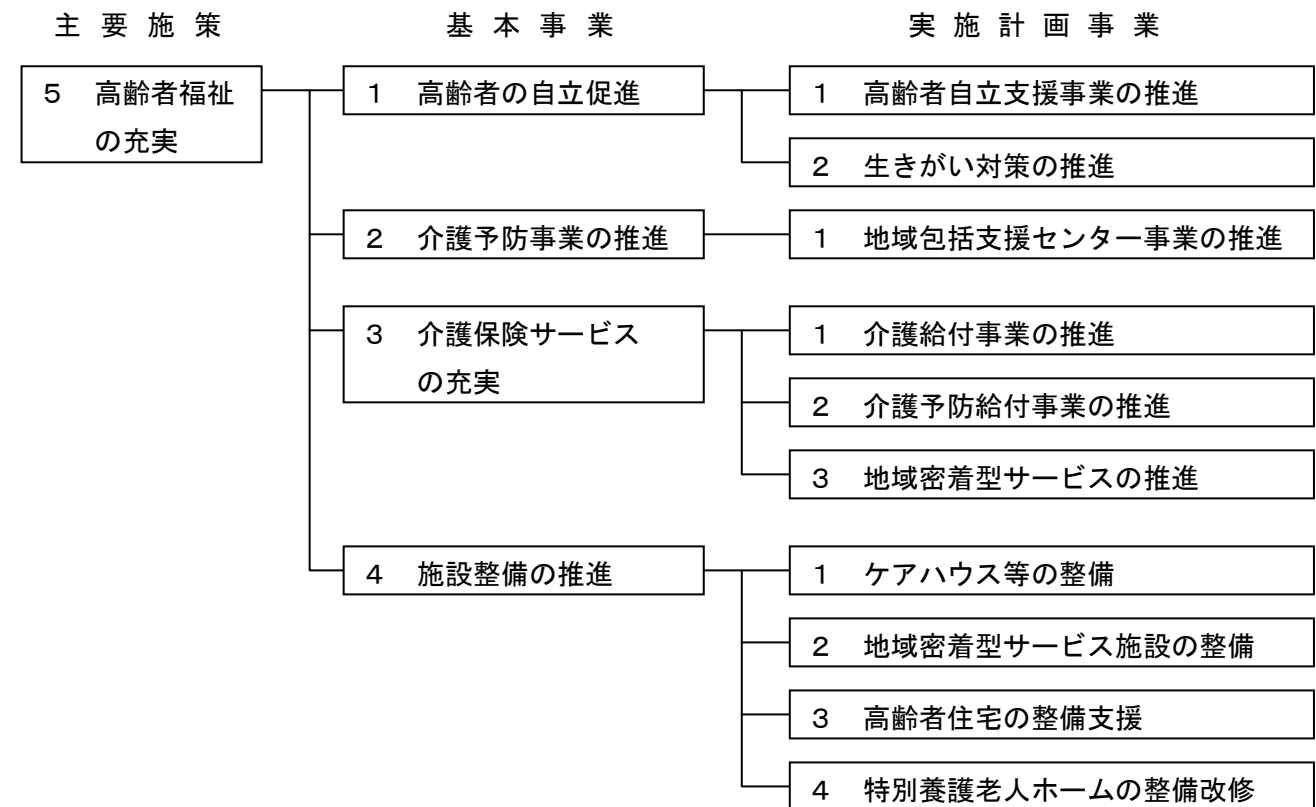 主要施策 基本事業 実施計画事業
5 高齢者福祉 1 高齢者の自立促進 1 高齢者自立支援事業の推進
の充実
2 生きがい対策の推進
2 介護予防事業の推進 1 地域包括支援センター事業の推進
3 介護保険サービス 1 介護給付事業の推進
の充実
2 介護予防給付事業の推進
3 地域密着型サービスの推進
4 施設整備の推進 1 ケアハウス等の整備
2 地域密着型サービス施設の整備
3 高齢者住宅の整備支援
4 特別養護老人ホームの整備改修